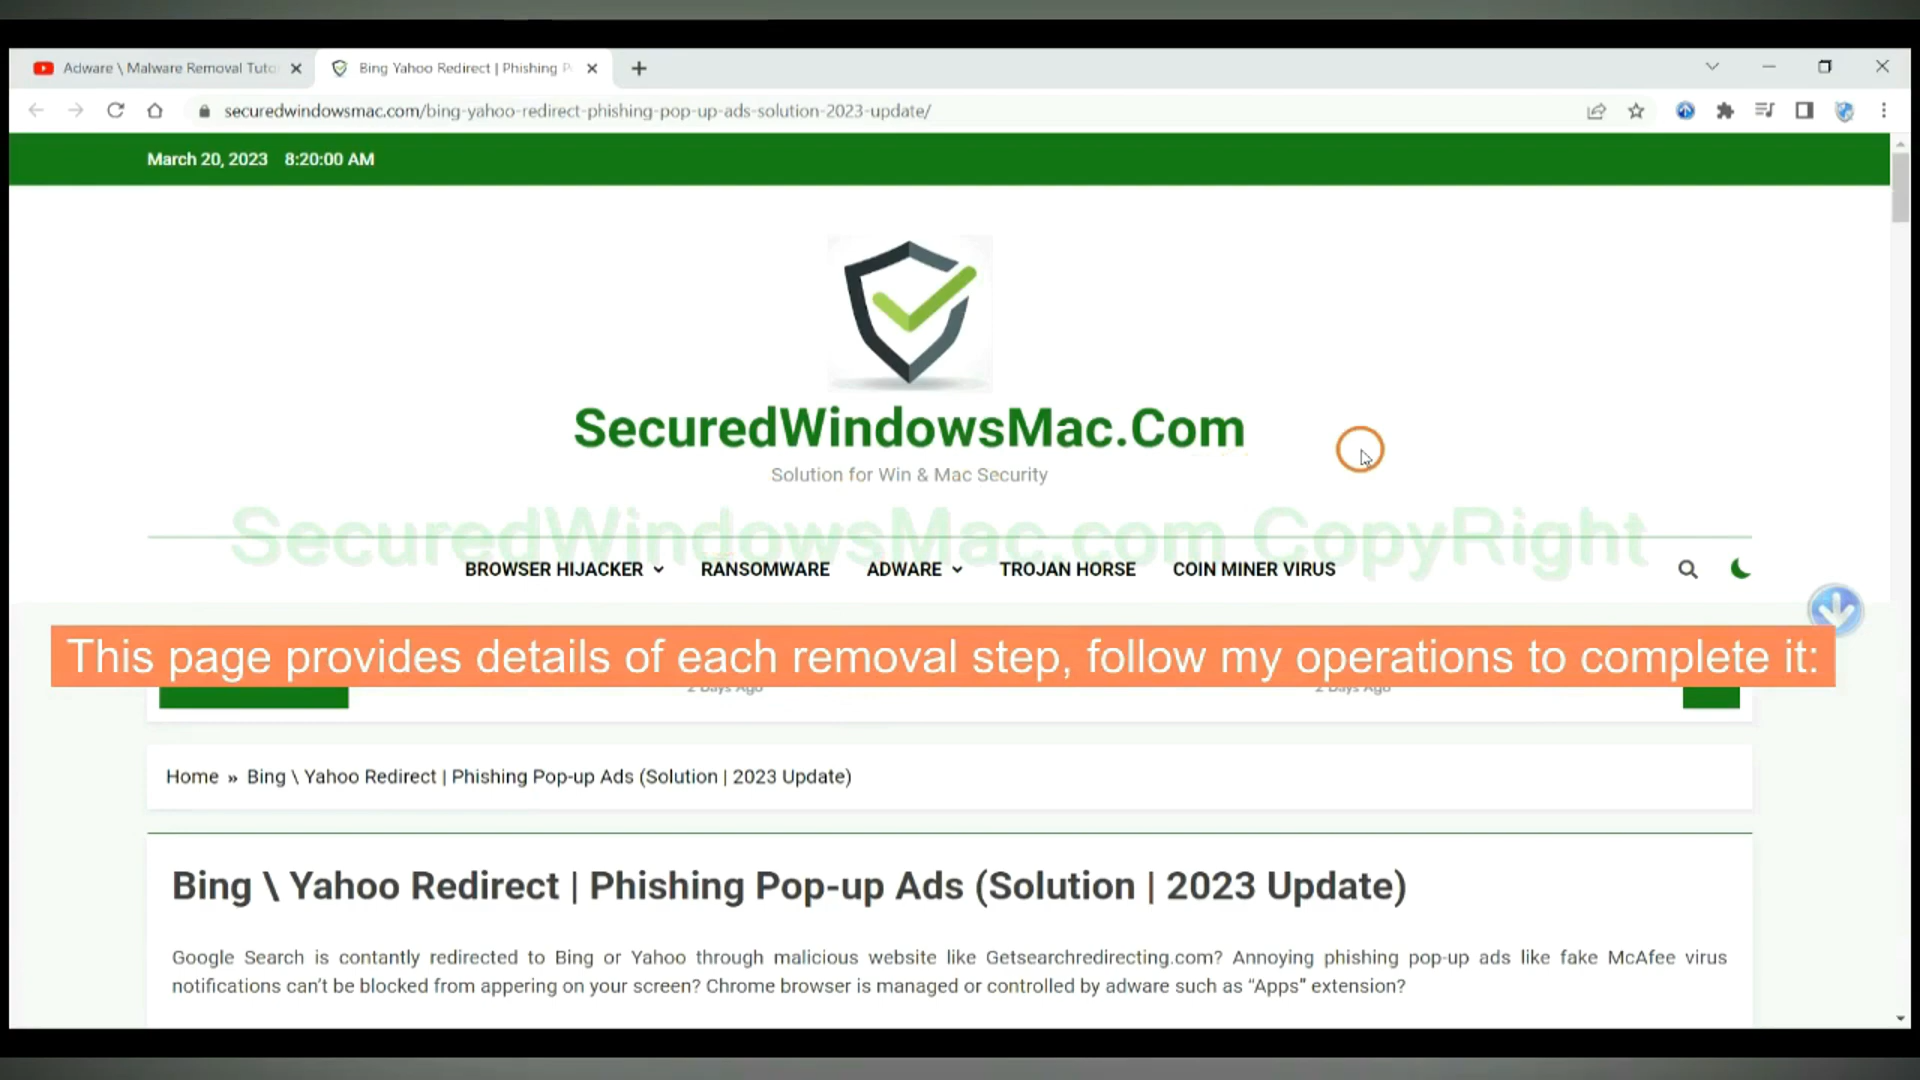 Adware \ Malware Removal Tuto
Bing Yahoo Redirect | Phishing P
securedwindowsmac.com/bing-yahoo-redirect-phishing-pop-up-ads-solution-2023-update/
March 20, 2023 8:20:00 AM
SecuredWindowsMac.Com
Solution for Win & Mac Security
SecuredWindowsMac.com CopyRight
BROWSER HIJACKER RANSOMWARE ADWARE TROJAN HORSE COIN MINER VIRUS
This page provides details of each removal step, follow my operations to complete it:
2 Days Ago 2 Days Ago
Home » Bing \ Yahoo Redirect | Phishing Pop-up Ads (Solution | 2023 Update)
Bing \ Yahoo Redirect | Phishing Pop-up Ads (Solution | 2023 Update)
Google Search is contantly redirected to Bing or Yahoo through malicious website like Getsearchredirecting.com? Annoying phishing pop-up ads like fake McAfee virus
notifications can't be blocked from appering on your screen? Chrome browser is managed or controlled by adware such as “Apps” extension?